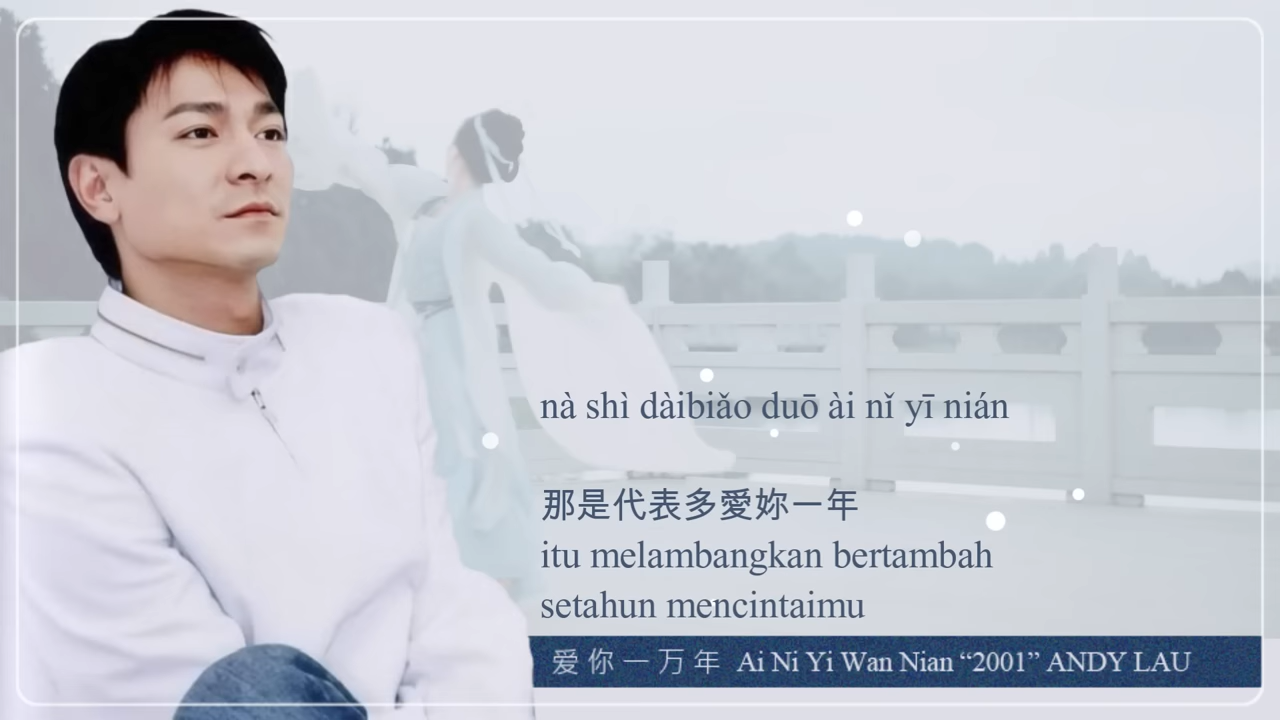 nà shì dàibiǎo duō ài nǐ yī nián
那是代表多愛妳一年
itu melambangkan bertambah
setahun mencintaimu
爱你一万年 Ai Ni Yi Wan Nian “2001” ANDY LAU